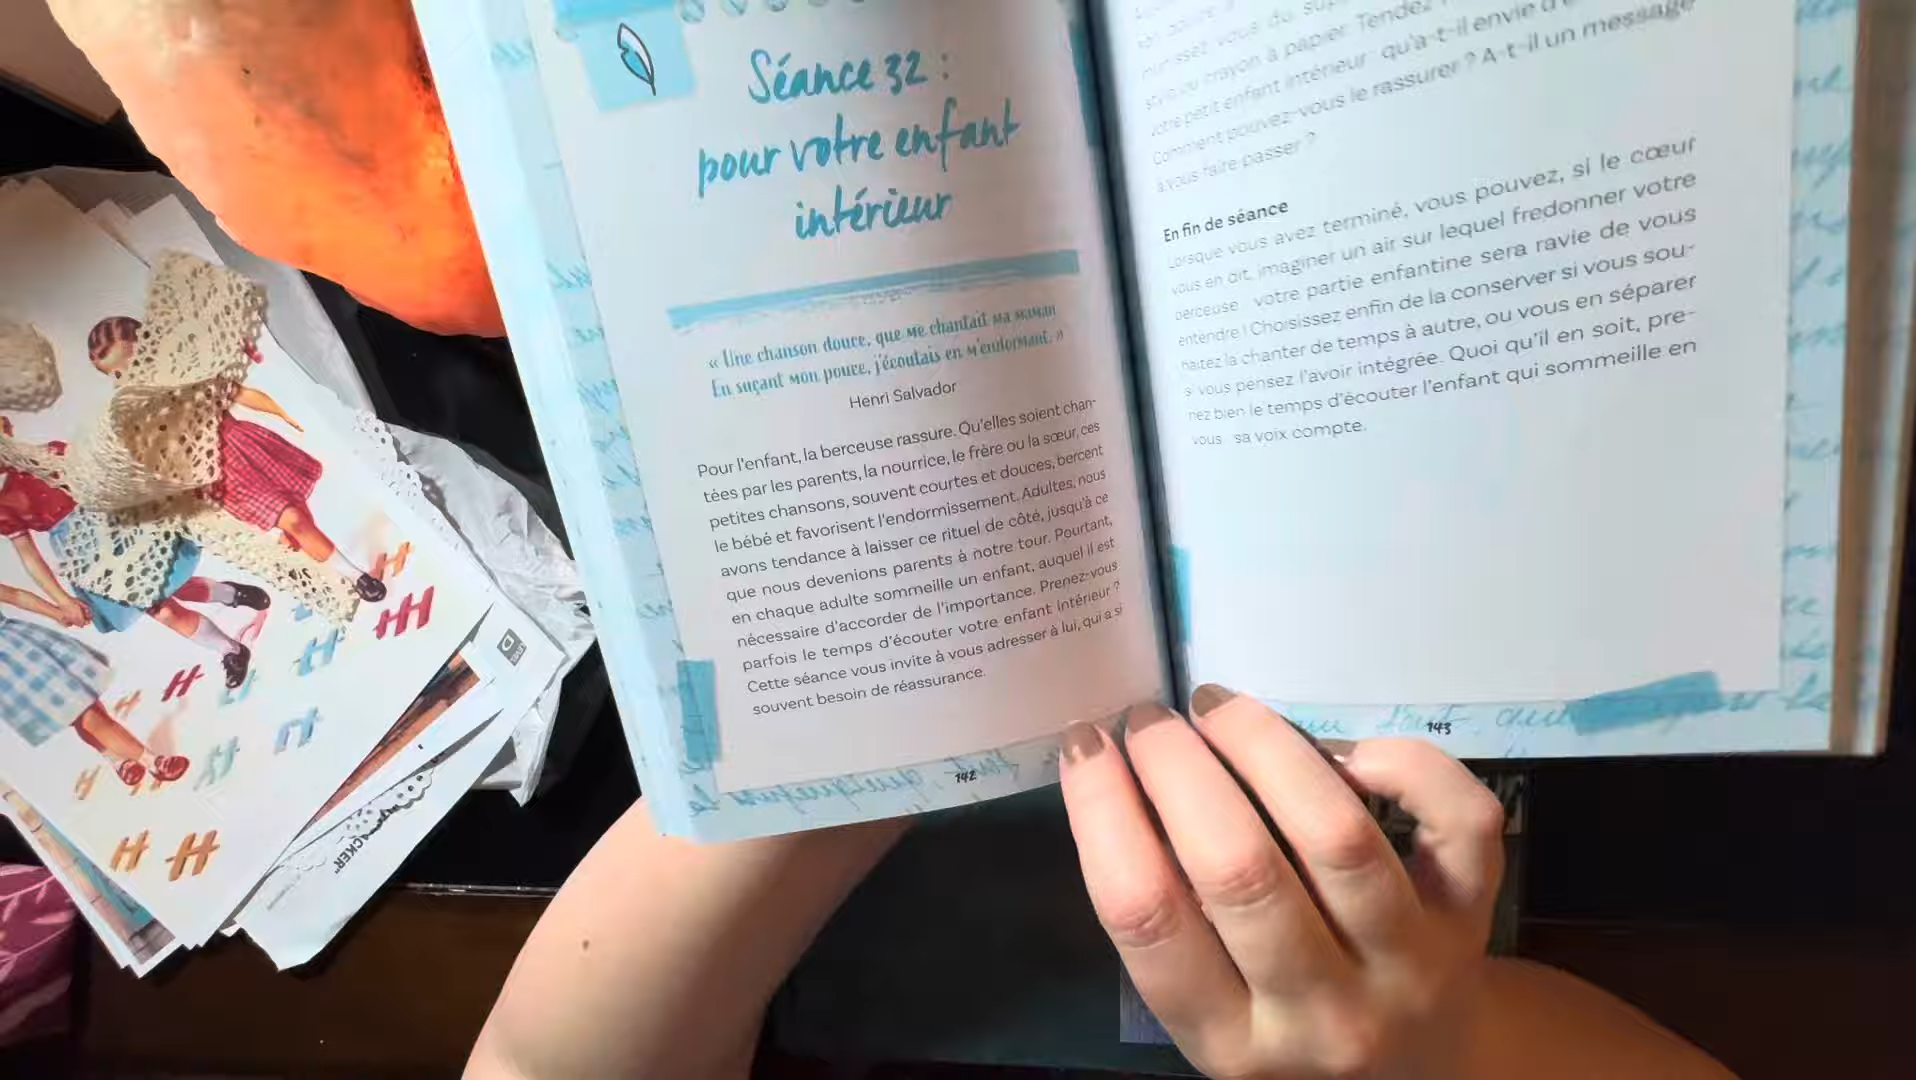 Séance 32 :
pour votre enfant
intérieur
« Une chanson douce, que me chantait ma maman
En suçant mon pouce, j'écoutais en m'endormant. »
Henri Salvador
Pour l'enfant, la berceuse rassure. Qu'elles soient chan-
tées par les parents, la nourrice, le frère ou la sœur, ces
petites chansons, souvent courtes et douces, bercent
le bébé et favorisent l'endormissement. Adultes, nous
avons tendance à laisser ce rituel de côté, jusqu'à ce
que nous devenions parents à notre tour. Pourtant,
en chaque adulte sommeille un enfant, auquel il est
nécessaire d'accorder de l'importance. Prenez-vous
parfois le temps d'écouter votre enfant intérieur ?
Cette séance vous invite à vous adresser à lui, qui a si
souvent besoin de réassurance.
142
vous du
stylo ou crayon à papier. Tendez
votre petit enfant intérieur qu'a-t-il envie
Comment pouvez-vous le rassurer ? A-t-il un message
à vous faire passer ?
En fin de séance
Lorsque vous avez terminé, vous pouvez, si le cœur
vous en dit, imaginer un air sur lequel fredonner votre
berceuse votre partie enfantine sera ravie de vous
entendre ! Choisissez enfin de la conserver si vous sou-
haitez la chanter de temps à autre, ou vous en séparer
si vous pensez l'avoir intégrée. Quoi qu'il en soit, pre-
nez bien le temps d'écouter l'enfant qui sommeille en
vous sa voix compte.
143